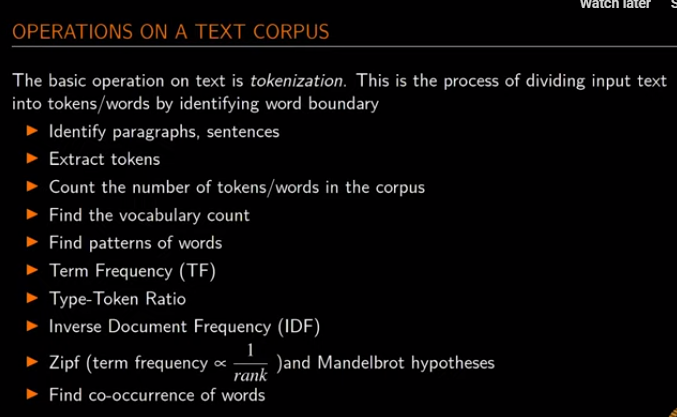 Watch later
OPERATIONS ON A TEXT CORPUS
The basic operation on text is tokenization. This is the process of dividing input text
into tokens/words by identifying word boundary
▶ Identify paragraphs, sentences
▶ Extract tokens
▶ Count the number of tokens/words in the corpus
▶ Find the vocabulary count
▶ Find patterns of words
▶ Term Frequency (TF)
▶ Type-Token Ratio
▶ Inverse Document Frequency (IDF)
▶ Zipf (term frequency ∝ 1/rank )and Mandelbrot hypotheses
▶ Find co-occurrence of words